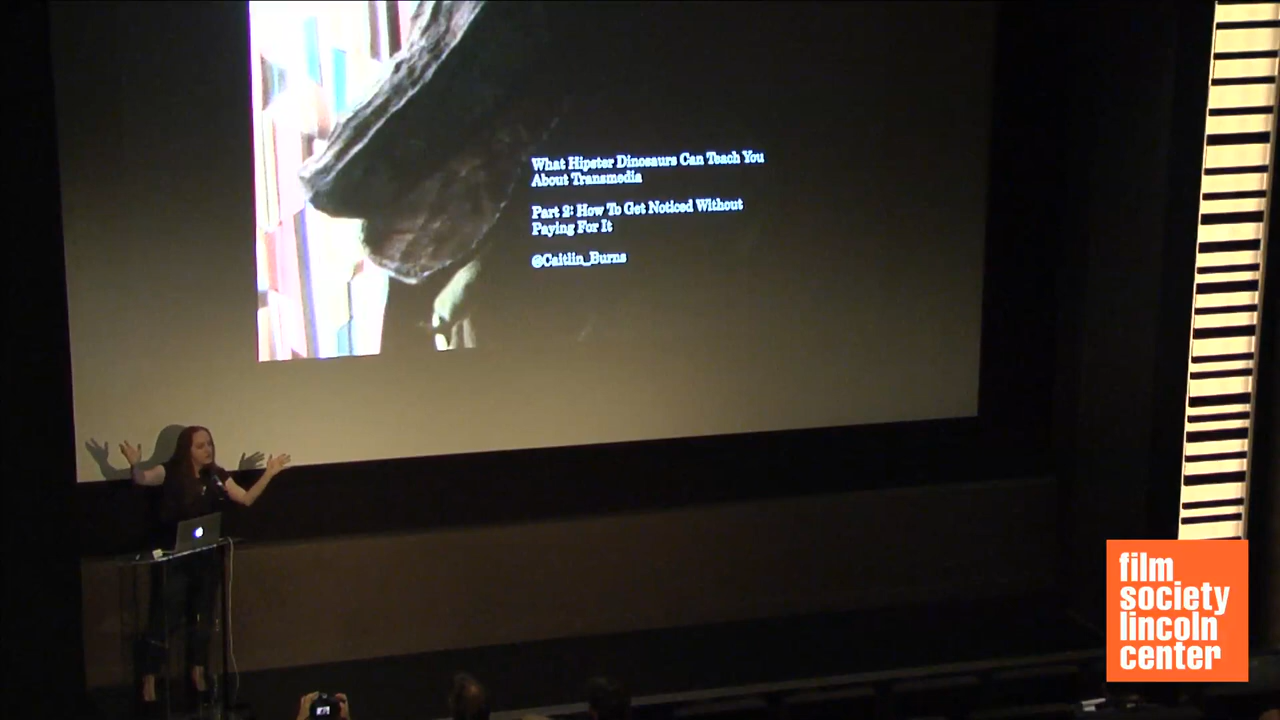 What Hipster Dinosaurs Can Teach You
About Transmedia
Part 2: How To Get Noticed Without
Paying For It
@Caitlin_Burns
film
society
lincoln
center